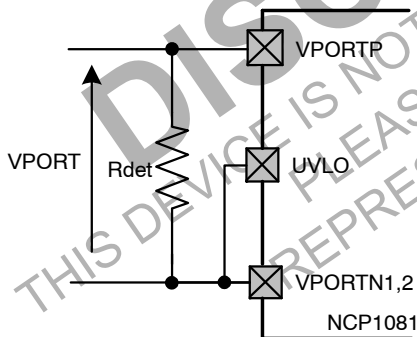 VPORTP
VPORT
Rdet
UVLO
VPORTN1,2
NCP1081
DISC
THIS DEVICE IS NOT
PLEAS
REPRES